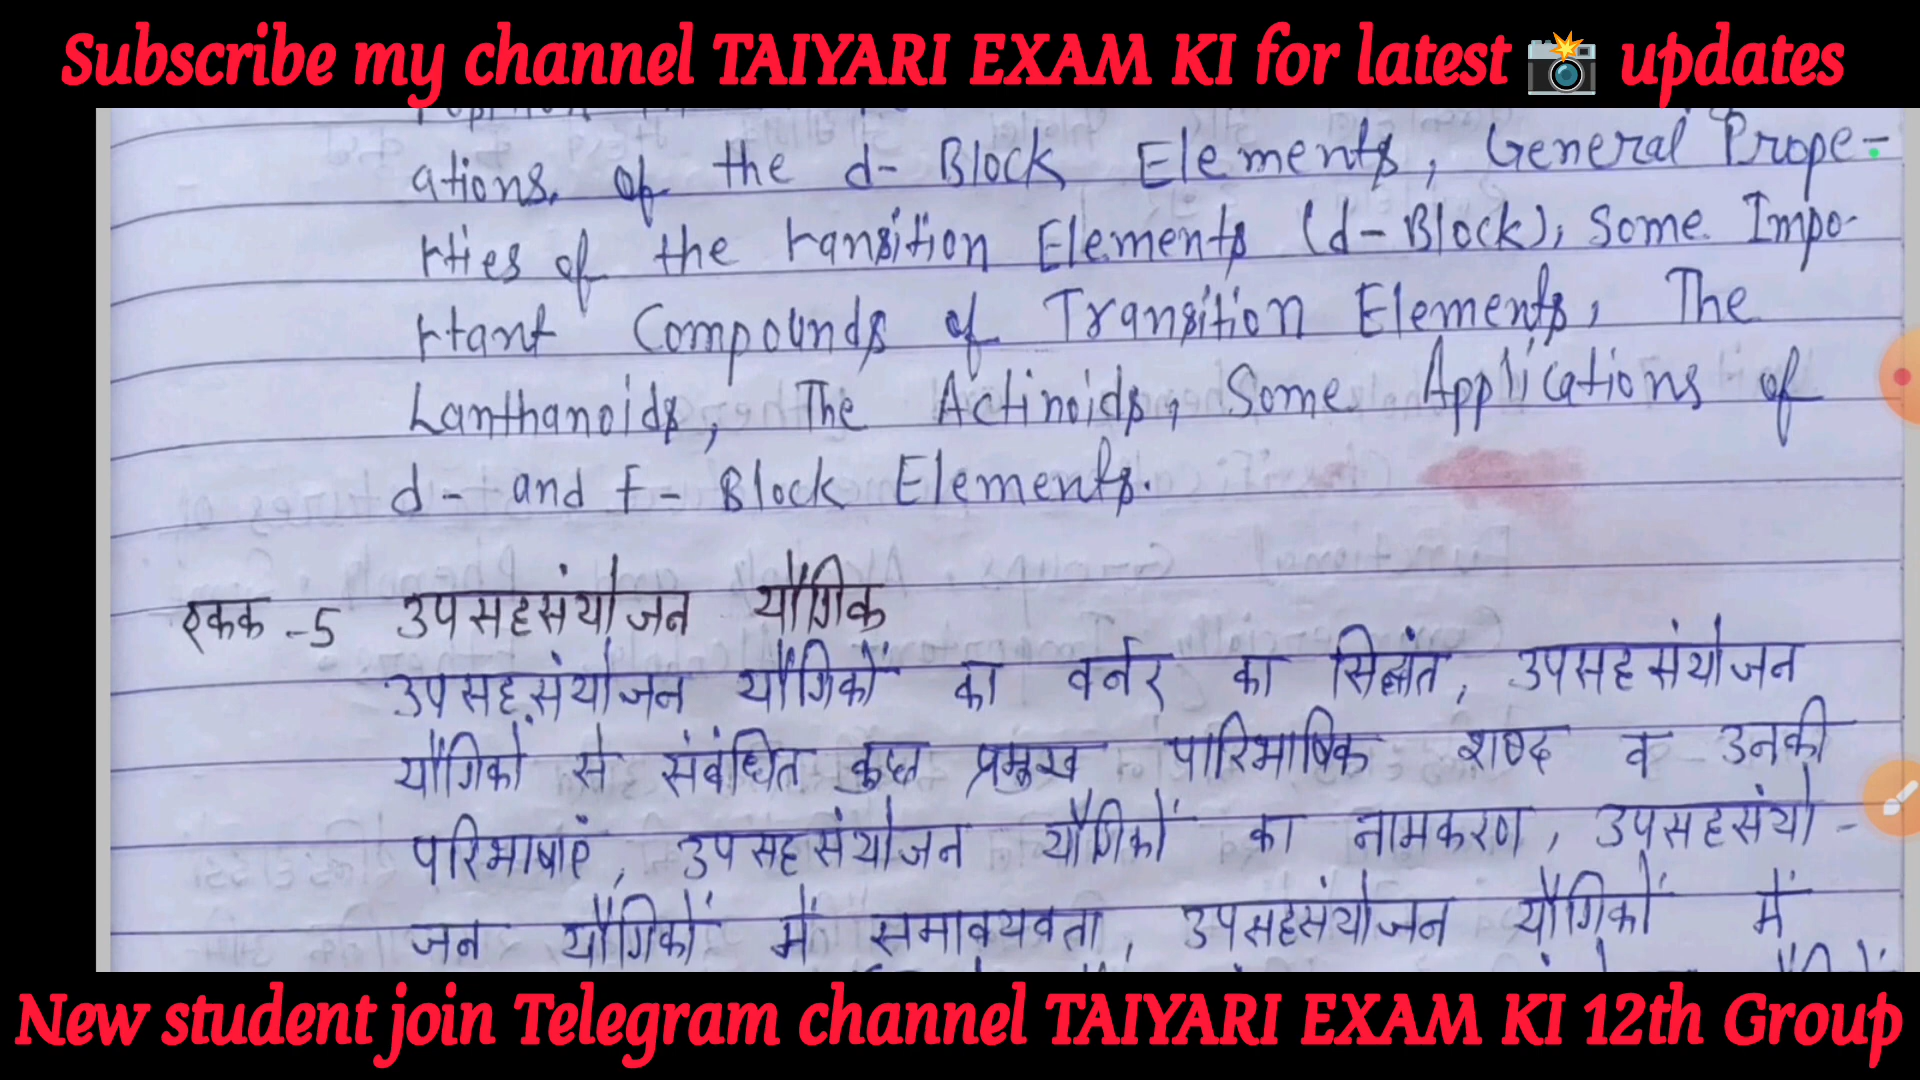 Subscribe my channel TAIYARI EXAM KI for latest 📸 updates
ations. of the d- Block Elements, General Prope-
rties of the ransition Elements (d-Block), Some Impo-
rtant Compounds of Transition Elements, The
Lanthanoids, The Actinoids, Some Applications of
d- and f- Block Elements.
एकक -5 उपसहसंयोजन यौगिक
उपसहसंयोजन यौगिकों का वर्नर का सिद्धांत, उपसहसंयोजन
यौगिकों से संबंधित कुछ प्रमुख पारिभाषिक शब्द व उनकी
परिभाषाएं, उपसहसंयोजन यौगिकों का नामकरण, उपसहसंयो-
जन यौगिकों में समावयवता, उपसहसंयोजन यौगिकों में
New student join Telegram channel TAIYARI EXAM KI 12th Group